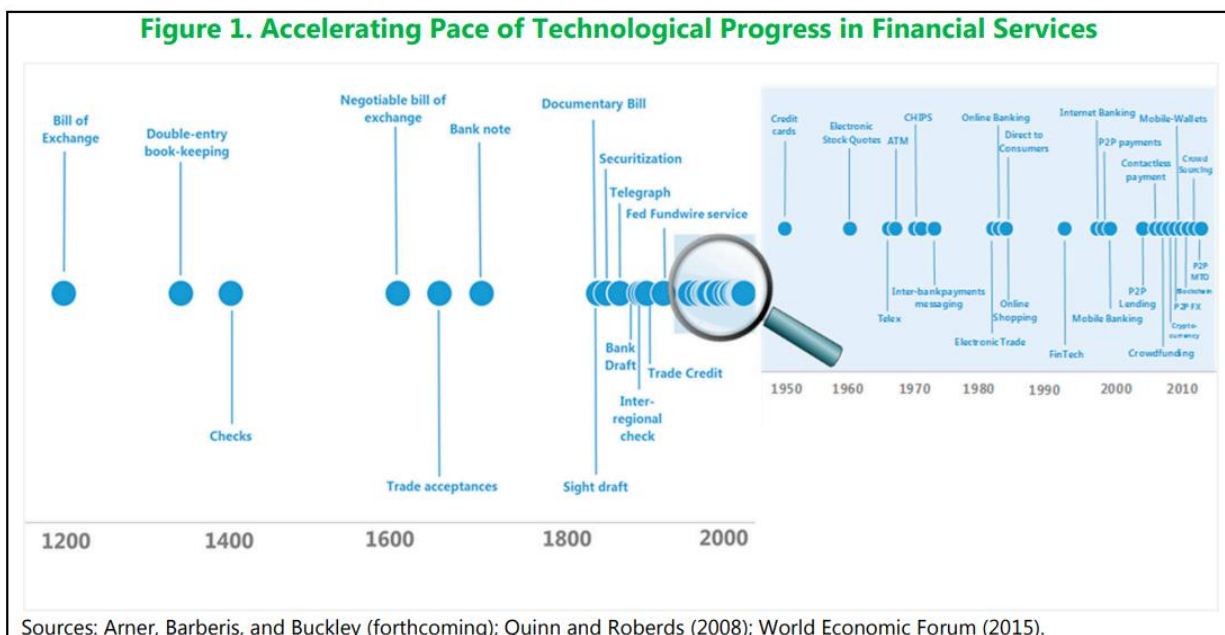 Figure 1. Accelerating Pace of Technological Progress in Financial Services
Bill of
Exchange
Double-entry
book-keeping
Checks
Negotiable bill of
exchange
Trade acceptances
Bank note
Documentary Bill
Sight draft
Securitization
Telegraph
Bank
Draft
Inter-
regional
check
Trade Credit
Fed Fundwire service
1200
1400
1600
1800
2000
Credit
cards
Electronic
Stock Quotes
Telex
ATM
CHIPS
Inter-bankpayments
messaging
Electronic Trade
Online Banking
Direct to
Consumers
Online
Shopping
FinTech
Internet Banking
P2P payments
Mobile Banking
P2P
Lending
Contactless
payment
Crowdfunding
Crypto-
currency
Mobile-Wallets
P2P FX
Blockchain
Crowd
Sourcing
P2P
MTO
1950
1960
1970
1980
1990
2000
2010
Sources: Arner, Barberis, and Buckley (forthcoming); Quinn and Roberds (2008); World Economic Forum (2015).